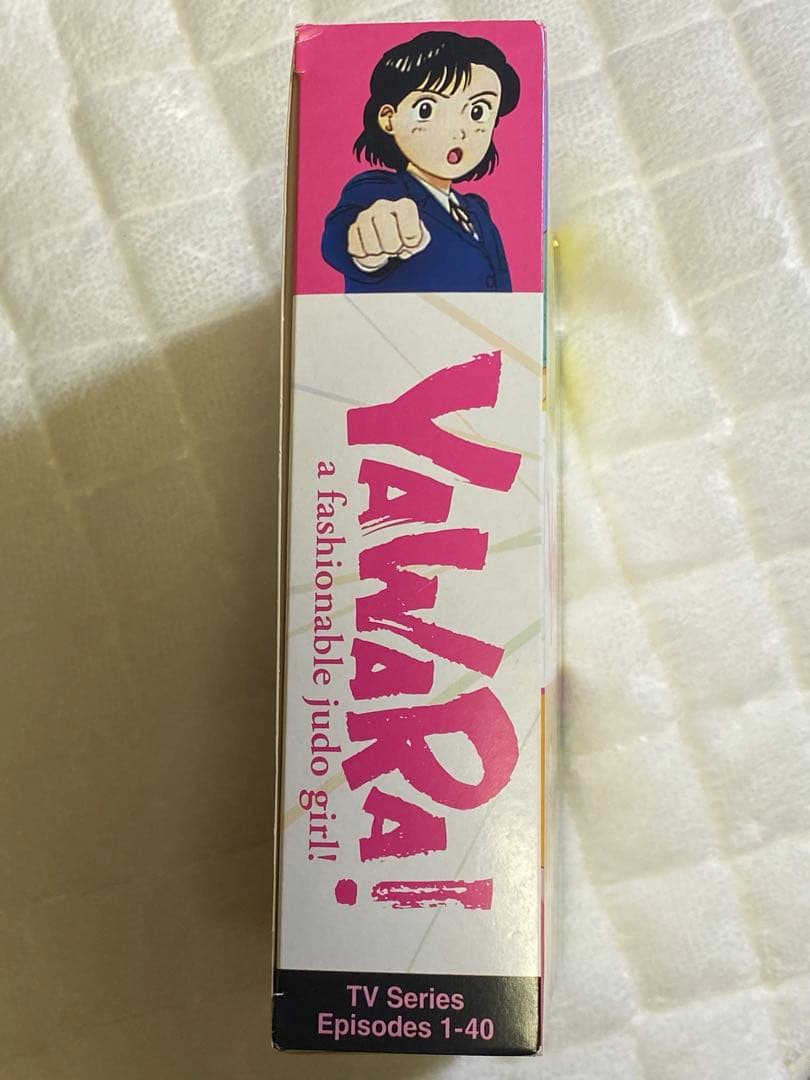 YAWARA!
a fashionable judo girl!
TV Series
Episodes 1-40